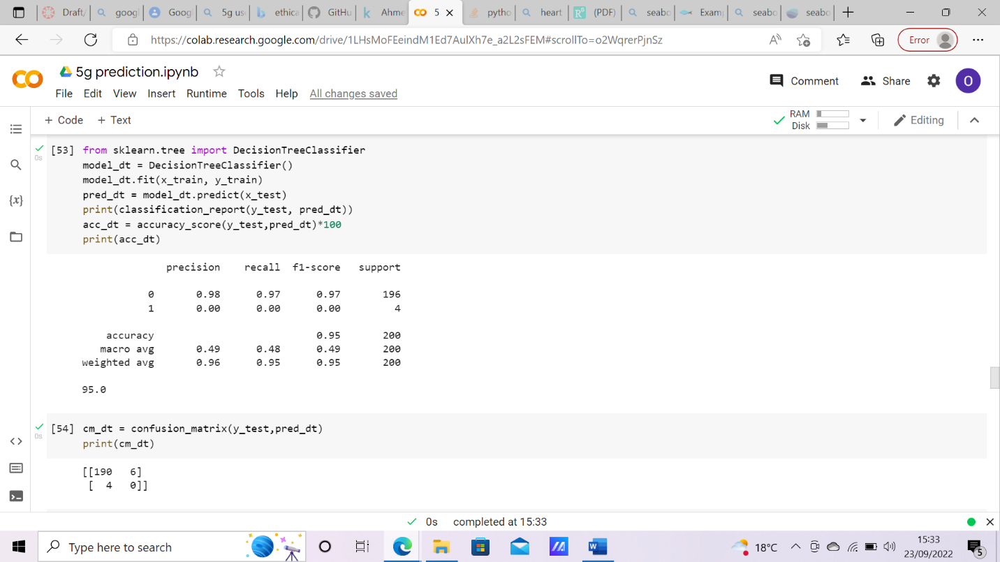 Draft/ googl Goog 5g us ethica GitHu Ahme 5 pytho heart (PDF) seabo Exam seabo seabo
https://colab.research.google.com/drive/1LHsMoFEeindM1Ed7AuIXh7e_a2L2sFEM#scrollTo=o2WqrerPjnSz Error
5g prediction.ipynb
File Edit View Insert Runtime Tools Help All changes saved
Comment Share O
+ Code + Text
RAM
Disk
Editing
[53] from sklearn.tree import DecisionTreeClassifier
0s
model_dt = DecisionTreeClassifier()
model_dt.fit(x_train, y_train)
pred_dt = model_dt.predict(x_test)
print(classification_report(y_test, pred_dt))
acc_dt = accuracy_score(y_test,pred_dt)*100
print(acc_dt)
precision recall f1-score support
0 0.98 0.97 0.97 196
1 0.00 0.00 0.00 4
accuracy 0.95 200
macro avg 0.49 0.48 0.49 200
weighted avg 0.96 0.95 0.95 200
95.0
[54] cm_dt = confusion_matrix(y_test,pred_dt)
0s
print(cm_dt)
[[190 6]
[ 4 0]]
0s completed at 15:33
Type here to search
18°C
15:33
23/09/2022
5